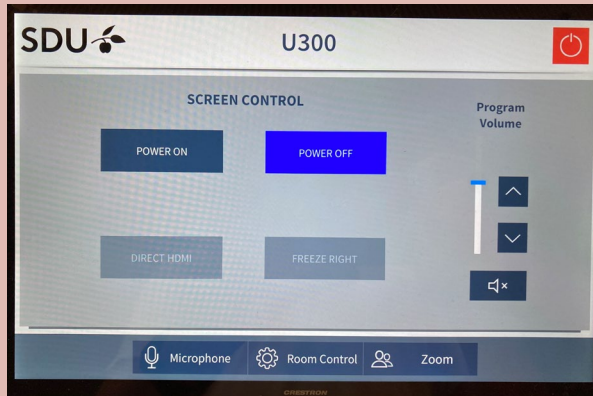 SDU
U300
SCREEN CONTROL
Program
Volume
POWER ON
POWER OFF
DIRECT HDMI
FREEZE RIGHT
Microphone
Room Control
Zoom
CRESTRON